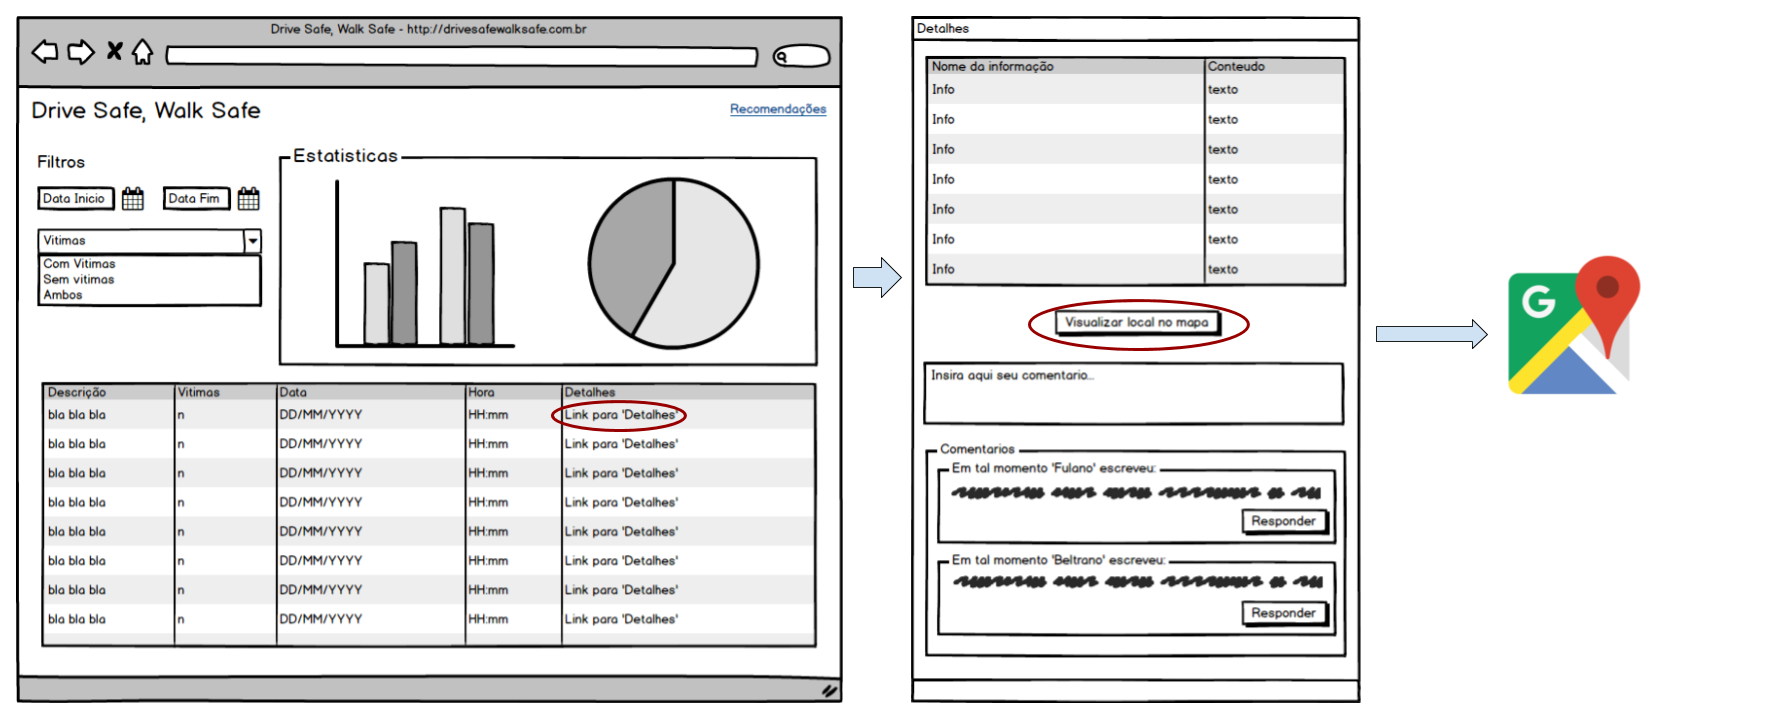 Drive Safe, Walk Safe - http://drivesafewalksafe.com.br
Drive Safe, Walk Safe
Recomendações
Filtros
Data Inicio
Data Fim
Vitimas
Com Vitimas
Sem vitimas
Ambos
Estatisticas
Descrição Vitimas Data Hora Detalhes
bla bla bla n DD/MM/YYYY HH:mm Link para 'Detalhes'
bla bla bla n DD/MM/YYYY HH:mm Link para 'Detalhes'
bla bla bla n DD/MM/YYYY HH:mm Link para 'Detalhes'
bla bla bla n DD/MM/YYYY HH:mm Link para 'Detalhes'
bla bla bla n DD/MM/YYYY HH:mm Link para 'Detalhes'
bla bla bla n DD/MM/YYYY HH:mm Link para 'Detalhes'
bla bla bla n DD/MM/YYYY HH:mm Link para 'Detalhes'
bla bla bla n DD/MM/YYYY HH:mm Link para 'Detalhes'
Detalhes
Nome da informação Conteudo
Info texto
Info texto
Info texto
Info texto
Info texto
Info texto
Info texto
Visualizar local no mapa
Insira aqui seu comentario...
Comentarios
Em tal momento 'Fulano' escreveu:
Responder
Em tal momento 'Beltrano' escreveu:
Responder
G